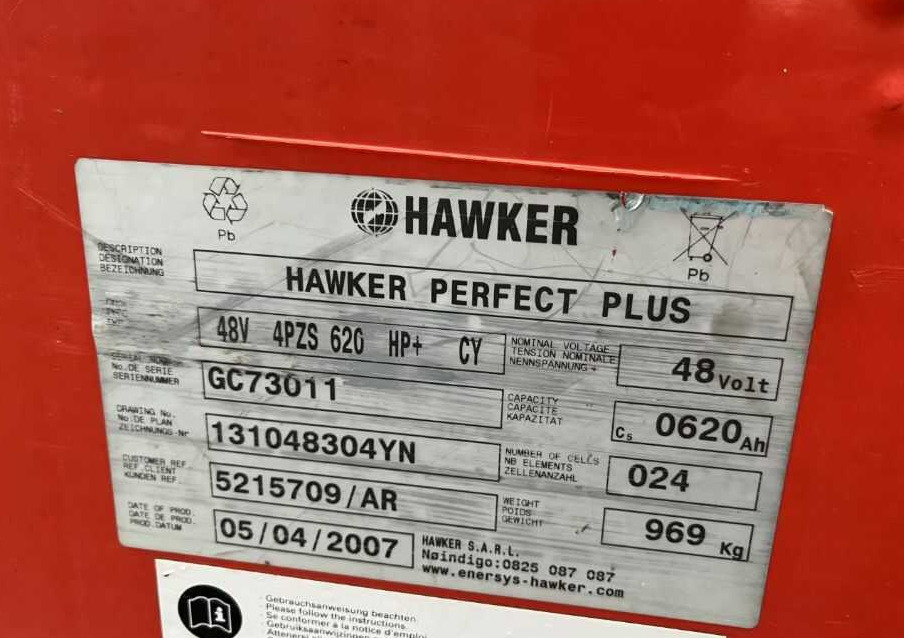 Pb
HAWKER
Pb
DESCRIPTION
DESIGNATION
BEZEICHNUNG
HAWKER PERFECT PLUS
48V 4PZS 620 HP+ CY
NOMINAL VOLTAGE
TENSION NOMINALE
NENNSPANNUNG
48Volt
No.DE SERIE
SERIENNUMMER
GC73011
CAPACITY
CAPACITE
KAPAZITAT
Cs 0620Ah
DRAWING No.
No.DE PLAN
ZEICHNUNGS-Nr
131048304YN
NUMBER OF CELLS
NB ELEMENTS
ZELLENANZAHL
024
CUSTOMER REF.
REF.CLIENT
KUNDEN REF.
5215709/AR
WEIGHT
POIDS
GEWICHT
969 Kg
DATE OF PROD.
DATE DE PROD.
PROD.DATUM
05/04/2007
HAWKER S.A.R.L.
Nøindigo:0825 087 087
www.enersys-hawker.com
Gebrauchsanweisung beachten
Please follow the instructions
Se conformer à la notice d'emploi